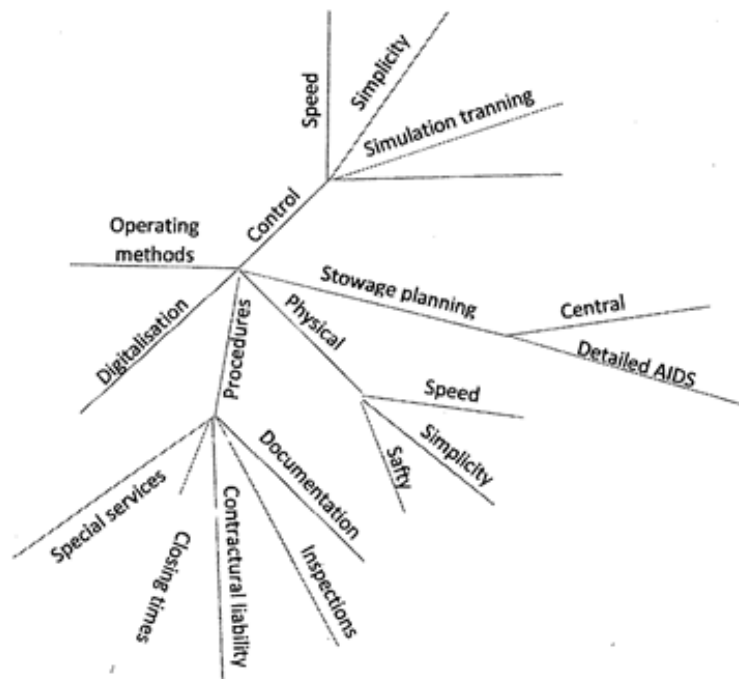 Speed
Simplicity
Simulation tranning
Control
Operating
methods
Stowage planning
Central
Detailed AIDS
Digitalisation
Procedures
Physical
Speed
Simplicity
Safty
Documentation
Special services
Closing times
Contractural liability
Inspections